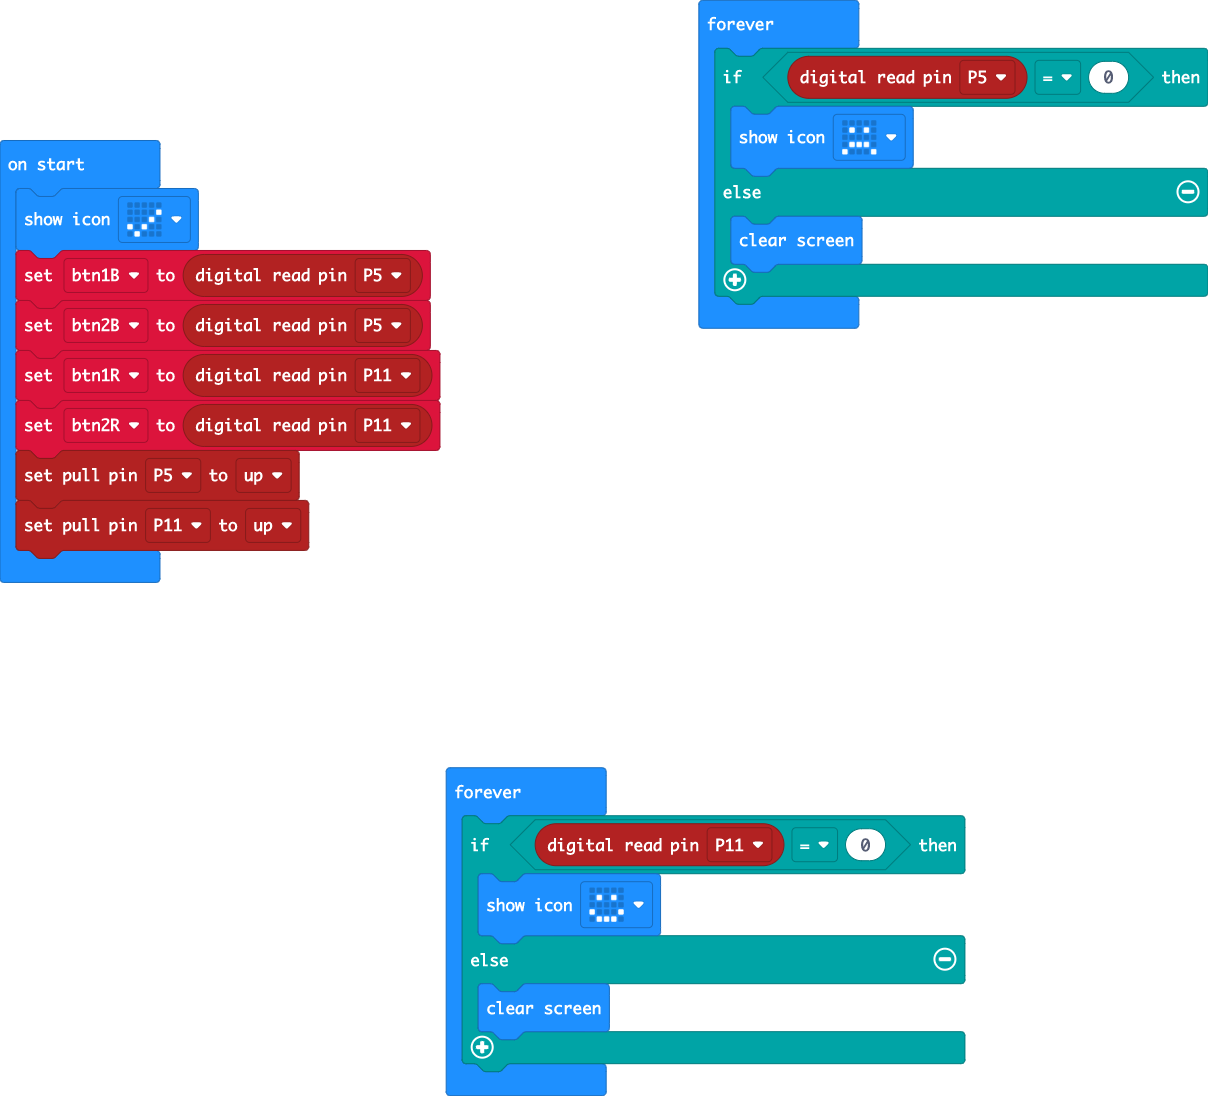 on start
show icon
set btn1B to digital read pin P5
set btn2B to digital read pin P5
set btn1R to digital read pin P11
set btn2R to digital read pin P11
set pull pin P5 to up
set pull pin P11 to up
forever
if digital read pin P5 = 0 then
show icon
else
clear screen
forever
if digital read pin P11 = 0 then
show icon
else
clear screen